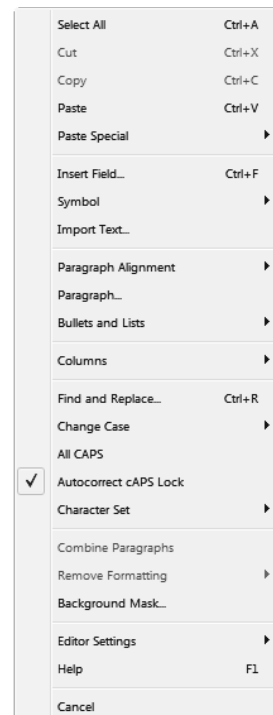 Select All Ctrl+A
Cut Ctrl+X
Copy Ctrl+C
Paste Ctrl+V
Paste Special
Insert Field... Ctrl+F
Symbol
Import Text...
Paragraph Alignment
Paragraph...
Bullets and Lists
Columns
Find and Replace... Ctrl+R
Change Case
All CAPS
Autocorrect cAPS Lock
Character Set
Combine Paragraphs
Remove Formatting
Background Mask...
Editor Settings
Help F1
Cancel